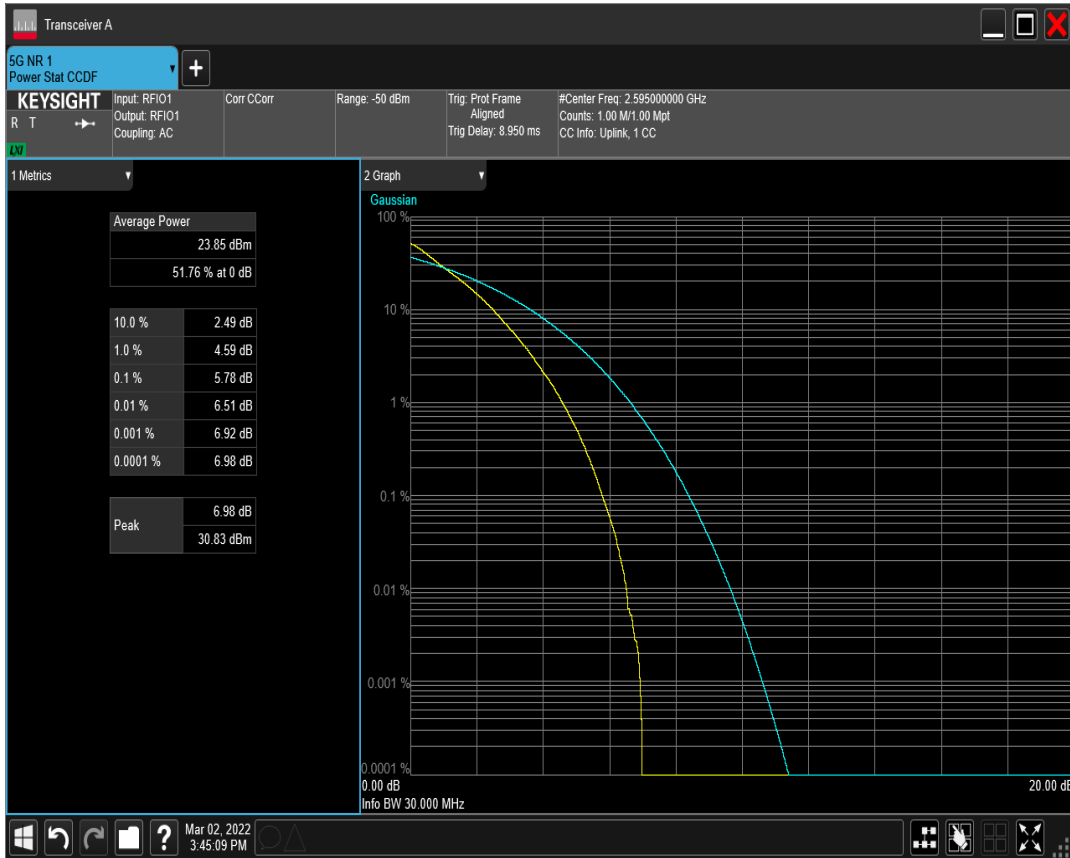 Transceiver A
5G NR 1
Power Stat CCDF
KEYSIGHT
R T
LXI
Input: RFIO1
Output: RFIO1
Coupling: AC
Corr CCorr
Range: -50 dBm
Trig: Prot Frame
Aligned
Trig Delay: 8.950 ms
#Center Freq: 2.595000000 GHz
Counts: 1.00 M/1.00 Mpt
CC Info: Uplink, 1 CC
1 Metrics
Average Power
23.85 dBm
51.76 % at 0 dB
10.0 % 2.49 dB
1.0 % 4.59 dB
0.1 % 5.78 dB
0.01 % 6.51 dB
0.001 % 6.92 dB
0.0001 % 6.98 dB
Peak
6.98 dB
30.83 dBm
2 Graph
Gaussian
100 %
10 %
1 %
0.1 %
0.01 %
0.001 %
0.0001 %
0.00 dB 20.00 dB
Info BW 30.000 MHz
Mar 02, 2022
3:45:09 PM